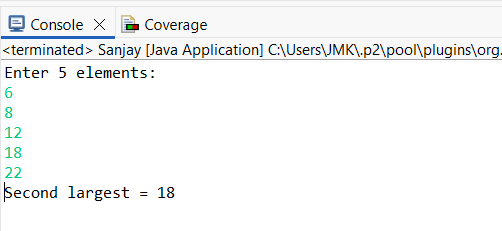 Console Coverage
<terminated> Sanjay [Java Application] C:\Users\JMK\.p2\pool\plugins\org.
Enter 5 elements:
6
8
12
18
22
Second largest = 18